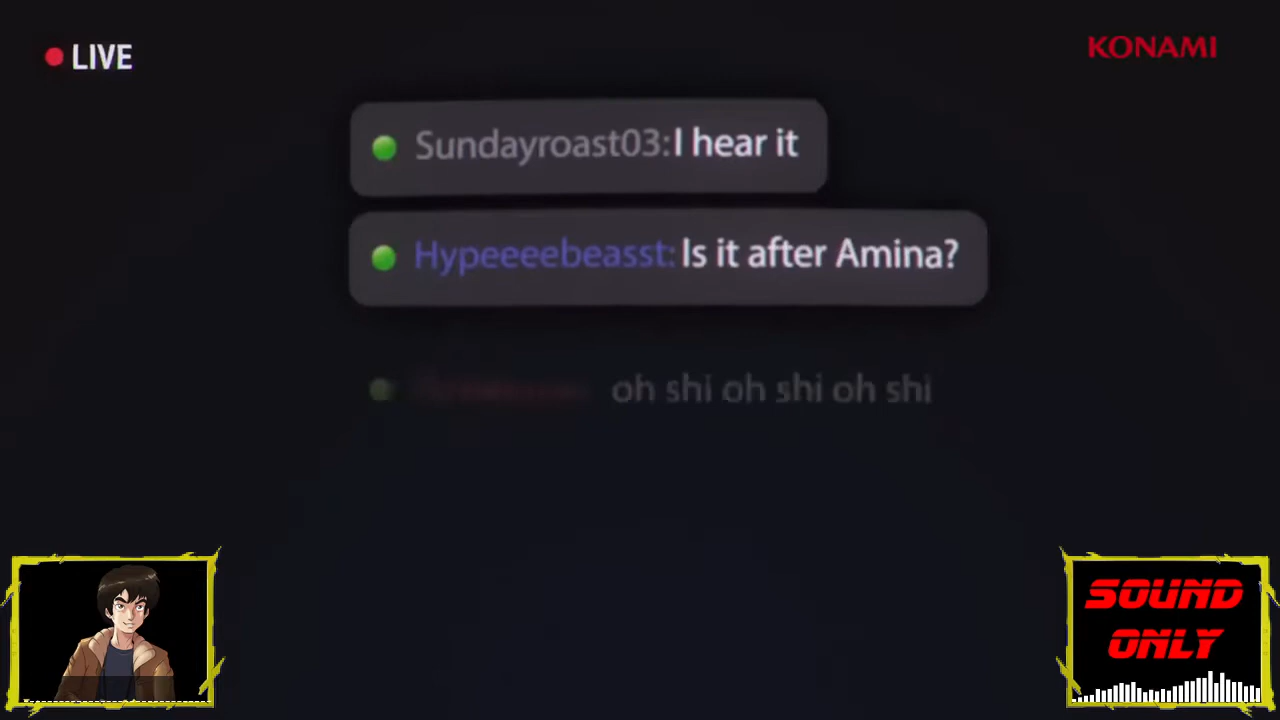 LIVE
KONAMI
Sundayroast03: I hear it
Hypeeeebeasst: Is it after Amina?
oh shi oh shi oh shi
SOUND
ONLY